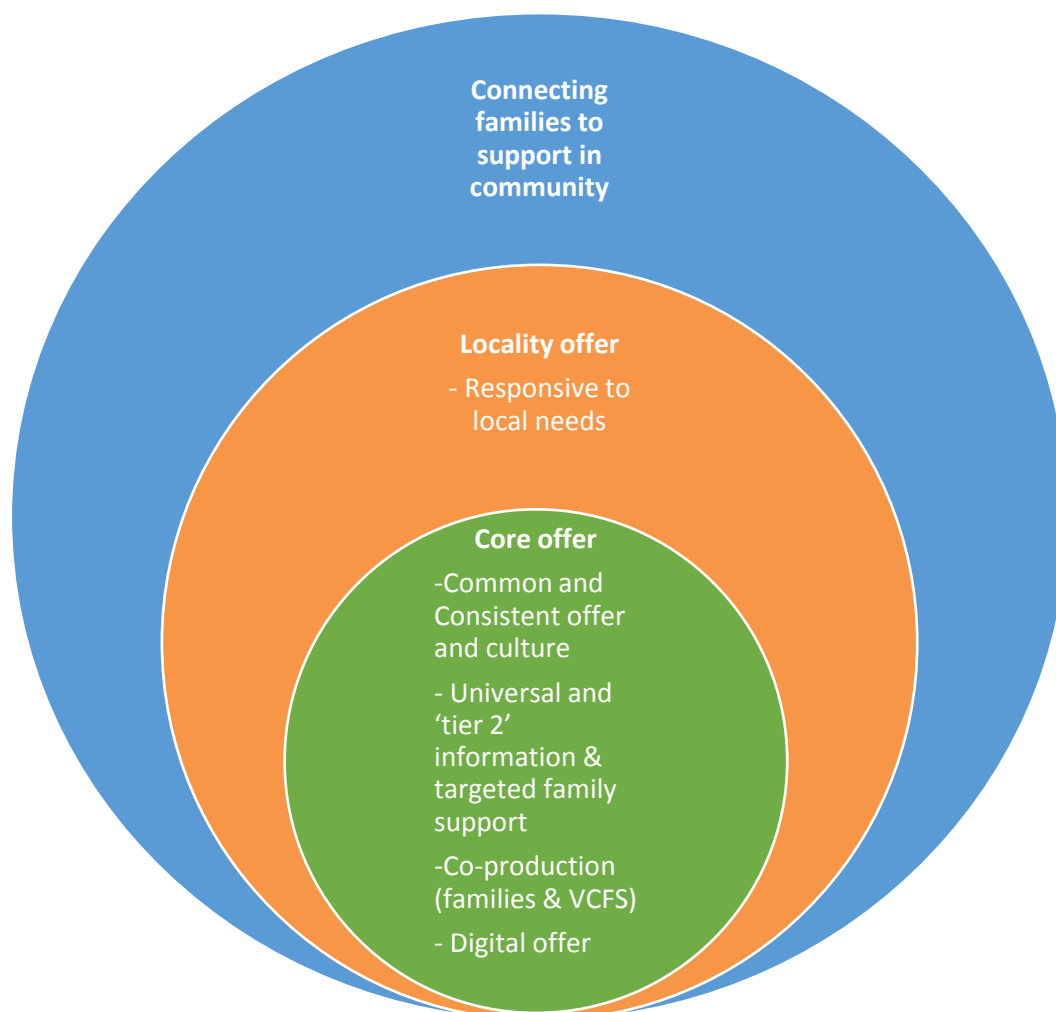 Connecting
families to
support in
community
Locality offer
- Responsive to
local needs
Core offer
-Common and
Consistent offer
and culture
- Universal and
‘tier 2’
information &
targeted family
support
-Co-production
(families & VCFS)
- Digital offer